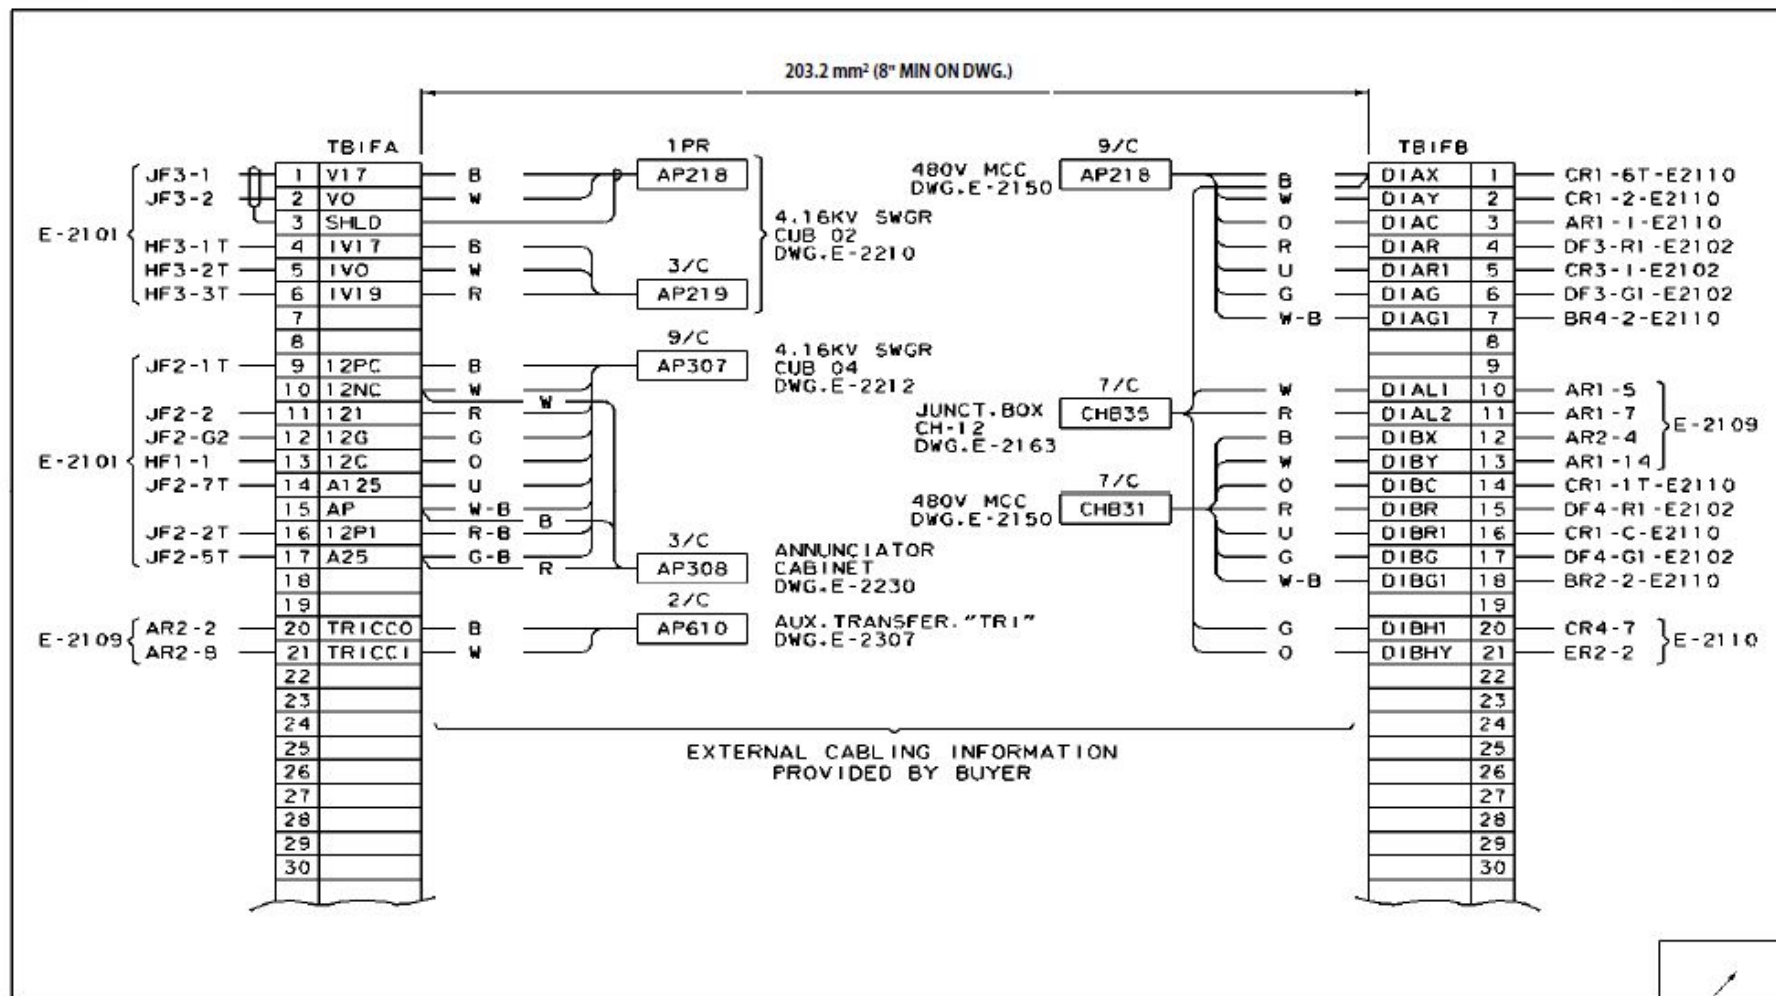 203.2 mm² (8" MIN ON DWG.)
TB1FA
1PR
9/C
TB1FB
JF3-1 1 V17 B AP218
JF3-2 2 VO W
3 SHLD
E-2101
HF3-1T 4 1V17 B
HF3-2T 5 1VO W
HF3-3T 6 1V19 R AP219
3/C
4.16KV SWGR
CUB 02
DWG.E-2210
7
8
9/C
JF2-1T 9 12PC B AP307
4.16KV SWGR
CUB 04
DWG.E-2212
10 12NC W W
JF2-2 11 121 R
JF2-G2 12 12G G
E-2101
HF1-1 13 12C O
JF2-7T 14 A125 U
15 AP W-B B
JF2-2T 16 12P1 R-B
JF2-5T 17 A25 G-B R
3/C
AP308
ANNUNCIATOR
CABINET
DWG.E-2230
18
19
2/C
E-2109
AR2-2 20 TRICCO B AP610
AR2-8 21 TRICCI W
AUX.TRANSFER."TR1"
DWG.E-2307
22
23
24
25
26
27
28
29
30
480V MCC
DWG.E-2150
AP218
B D1AX 1 CR1-6T-E2110
W D1AY 2 CR1-2-E2110
O D1AC 3 AR1-1-E2110
R D1AR 4 DF3-R1-E2102
U D1AR1 5 CR3-1-E2102
G D1AG 6 DF3-G1-E2102
W-B D1AG1 7 BR4-2-E2110
8
9
7/C
JUNCT.BOX
CH-12
DWG.E-2163
CHB35
W D1AL1 10 AR1-5
R D1AL2 11 AR1-7
B D1BX 12 AR2-4
W D1BY 13 AR1-14
E-2109
7/C
480V MCC
DWG.E-2150
CHB31
O D1BC 14 CR1-1T-E2110
R D1BR 15 DF4-R1-E2102
U D1BR1 16 CR1-C-E2110
G D1BG 17 DF4-G1-E2102
W-B D1BG1 18 BR2-2-E2110
19
G D1BH1 20 CR4-7
O D1BHY 21 ER2-2
E-2110
22
23
24
25
26
27
28
29
30
EXTERNAL CABLING INFORMATION
PROVIDED BY BUYER